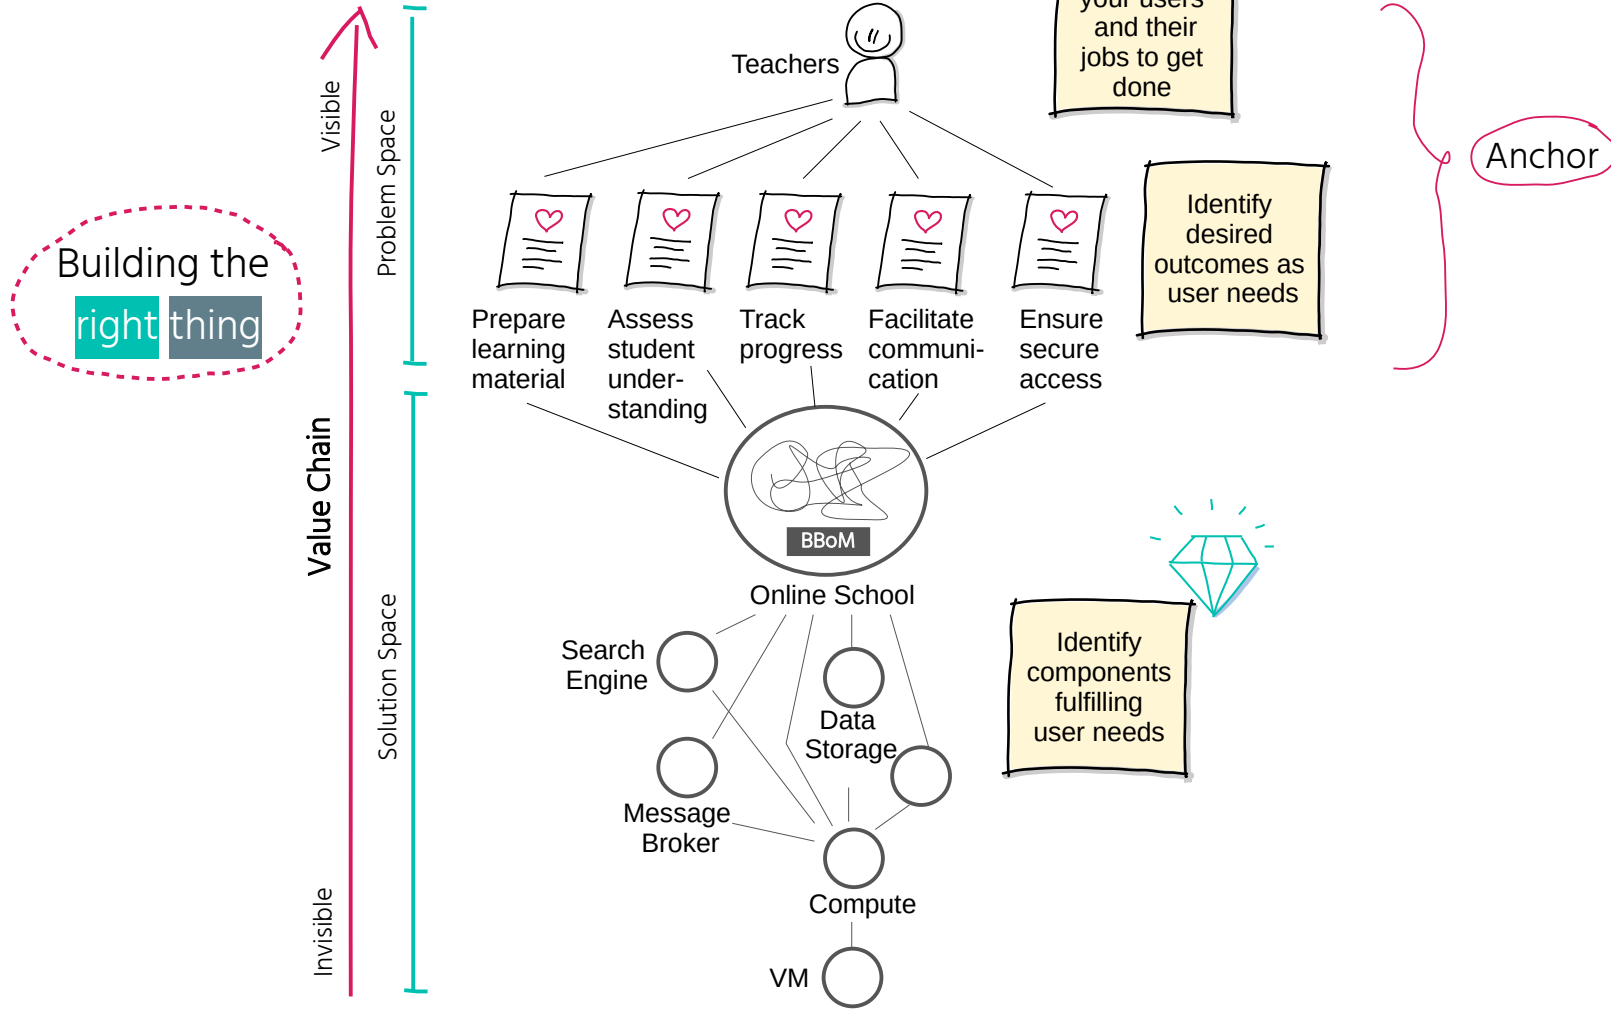 your users
and their
jobs to get
done
Teachers
Visible
Problem Space
Anchor
Identify
desired
outcomes as
user needs
Building the
right thing
Prepare
learning
material
Assess
student
under-
standing
Track
progress
Facilitate
communi-
cation
Ensure
secure
access
Value Chain
BBoM
Online School
Solution Space
Search
Engine
Data
Storage
Identify
components
fulfilling
user needs
Message
Broker
Compute
Invisible
VM